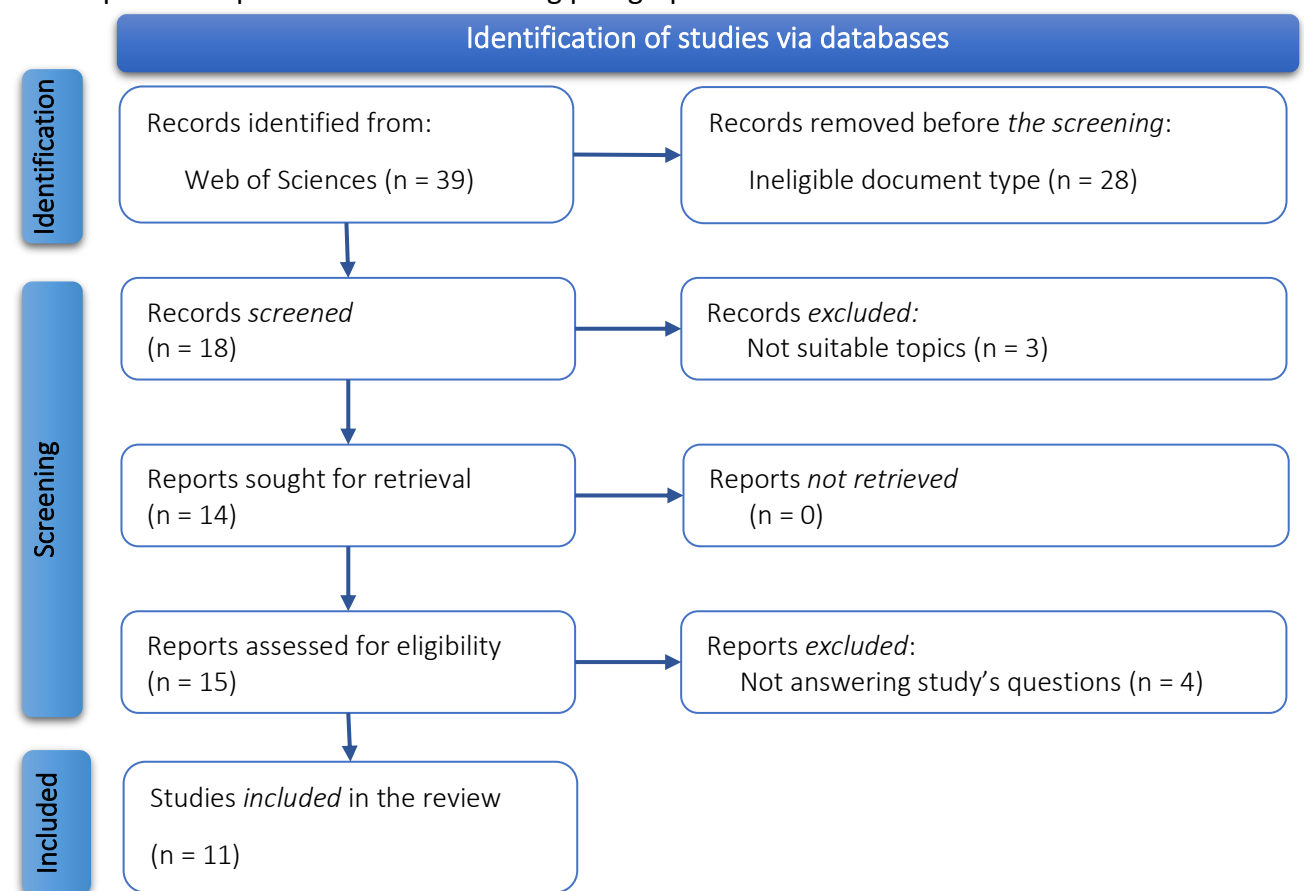 Identification of studies via databases
Identification
Records identified from:
Web of Sciences (n = 39)
Records removed before the screening:
Ineligible document type (n = 28)
Screening
Records screened
(n = 18)
Records excluded:
Not suitable topics (n = 3)
Reports sought for retrieval
(n = 14)
Reports not retrieved
(n = 0)
Reports assessed for eligibility
(n = 15)
Reports excluded:
Not answering study’s questions (n = 4)
Included
Studies included in the review
(n = 11)